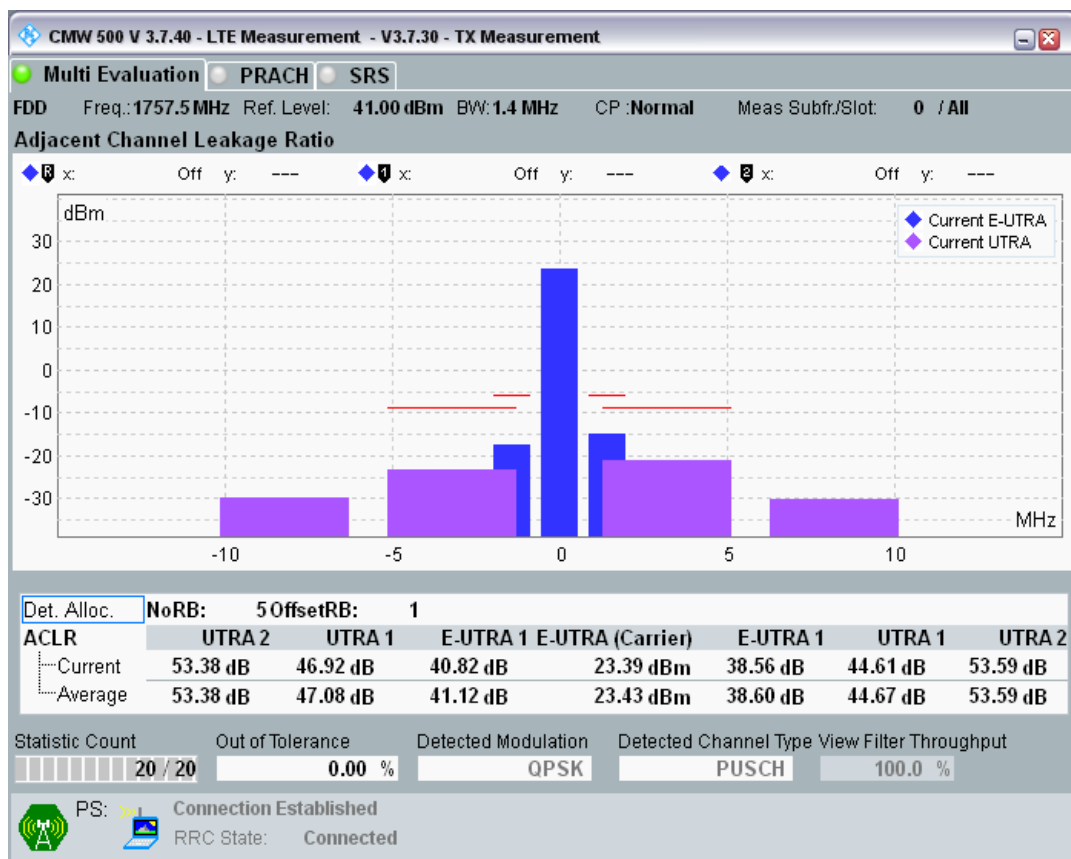 CMW 500 V 3.7.40 - LTE Measurement - V3.7.30 - TX Measurement
Multi Evaluation PRACH SRS
FDD Freq.: 1757.5 MHz Ref. Level: 41.00 dBm BW: 1.4 MHz CP :Normal Meas Subfr./Slot: 0 / All
Adjacent Channel Leakage Ratio
R x: Off y: --- 1 x: Off y: --- 2 x: Off y: ---
dBm
Current E-UTRA
Current UTRA
30
20
10
0
-10
-20
-30
MHz
-10 -5 0 5 10
Det. Alloc. NoRB: 5 OffsetRB: 1
ACLR UTRA 2 UTRA 1 E-UTRA 1 E-UTRA (Carrier) E-UTRA 1 UTRA 1 UTRA 2
Current 53.38 dB 46.92 dB 40.82 dB 23.39 dBm 38.56 dB 44.61 dB 53.59 dB
Average 53.38 dB 47.08 dB 41.12 dB 23.43 dBm 38.60 dB 44.67 dB 53.59 dB
Statistic Count Out of Tolerance Detected Modulation Detected Channel Type View Filter Throughput
20 / 20 0.00 % QPSK PUSCH 100.0 %
PS: Connection Established
RRC State: Connected